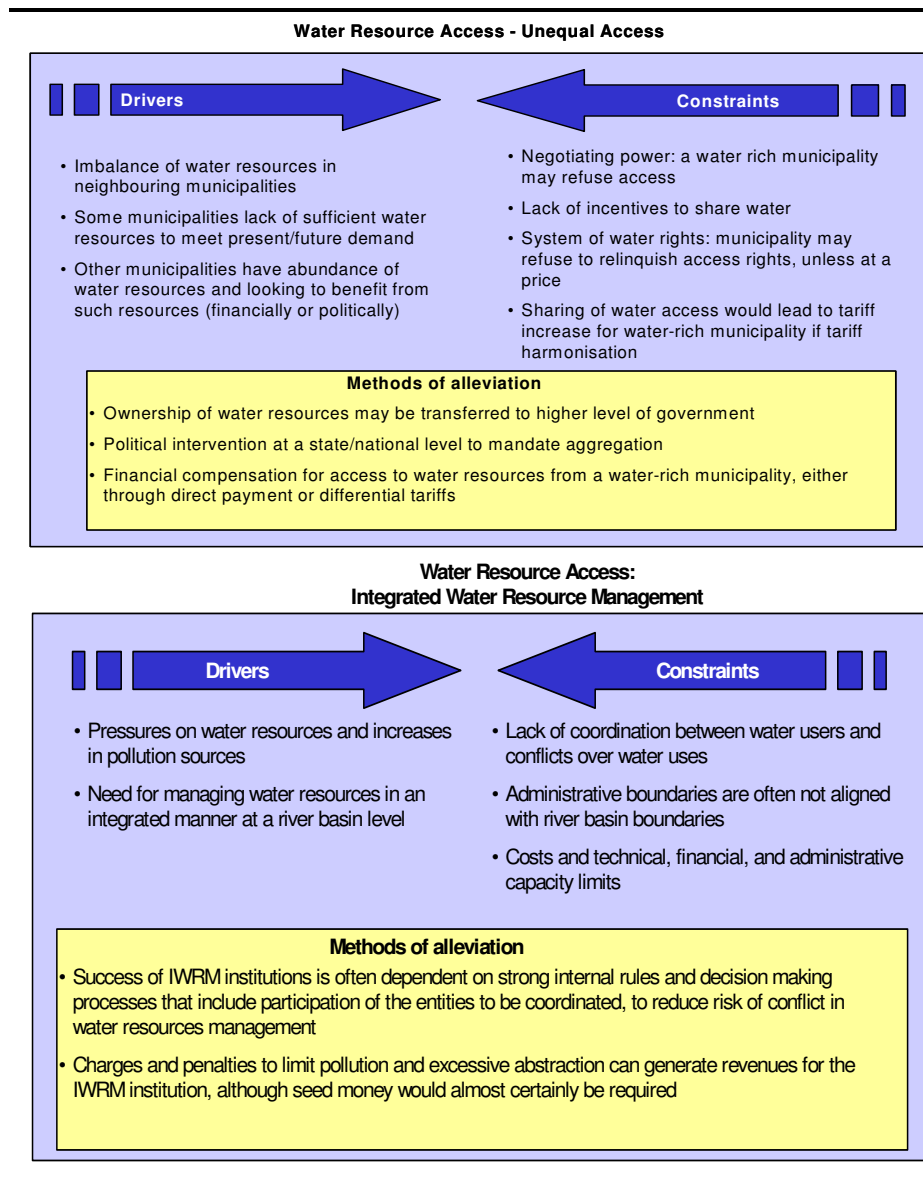 Water Resource Access - Unequal Access
Drivers
• Imbalance of water resources in
neighbouring municipalities
• Some municipalities lack of sufficient water
resources to meet present/future demand
• Other municipalities have abundance of
water resources and looking to benefit from
such resources (financially or politically)
Constraints
• Negotiating power: a water rich municipality
may refuse access
• Lack of incentives to share water
• System of water rights: municipality may
refuse to relinquish access rights, unless at a
price
• Sharing of water access would lead to tariff
increase for water-rich municipality if tariff
harmonisation
Methods of alleviation
• Ownership of water resources may be transferred to higher level of government
• Political intervention at a state/national level to mandate aggregation
• Financial compensation for access to water resources from a water-rich municipality, either
through direct payment or differential tariffs
Water Resource Access:
Integrated Water Resource Management
Drivers
• Pressures on water resources and increases
in pollution sources
• Need for managing water resources in an
integrated manner at a river basin level
Constraints
• Lack of coordination between water users and
conflicts over water uses
• Administrative boundaries are often not aligned
with river basin boundaries
• Costs and technical, financial, and administrative
capacity limits
Methods of alleviation
• Success of IWRM institutions is often dependent on strong internal rules and decision making
processes that include participation of the entities to be coordinated, to reduce risk of conflict in
water resources management
• Charges and penalties to limit pollution and excessive abstraction can generate revenues for the
IWRM institution, although seed money would almost certainly be required